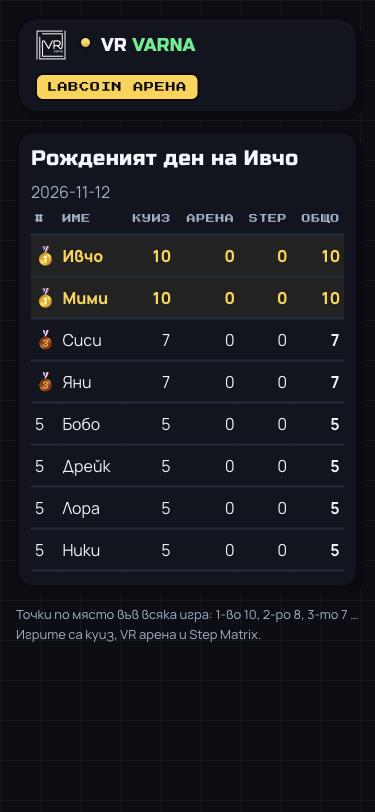 VR VARNA
LABCOIN АРЕНА
Рожденият ден на Ивчо
2026-11-12
# ИМЕ КУИЗ АРЕНА STEP ОБЩО
1 Ивчо 10 0 0 10
1 Мими 10 0 0 10
3 Сиси 7 0 0 7
3 Яни 7 0 0 7
5 Бобо 5 0 0 5
5 Дрейк 5 0 0 5
5 Лора 5 0 0 5
5 Ники 5 0 0 5
Точки по място във всяка игра: 1-во 10, 2-ро 8, 3-то 7 …
Игрите са куиз, VR арена и Step Matrix.